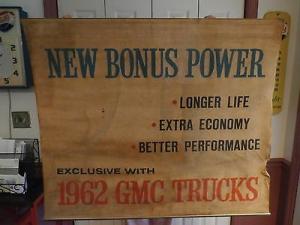 NEW BONUS POWER
• LONGER LIFE
• EXTRA ECONOMY
• BETTER PERFORMANCE
EXCLUSIVE WITH
1962 GMC TRUCKS